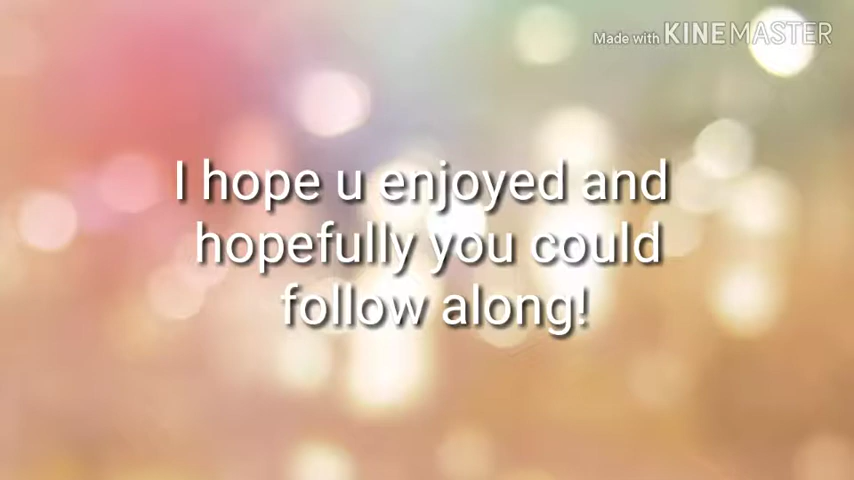 Made with KINEMASTER
I hope u enjoyed and
hopefully you could
follow along!